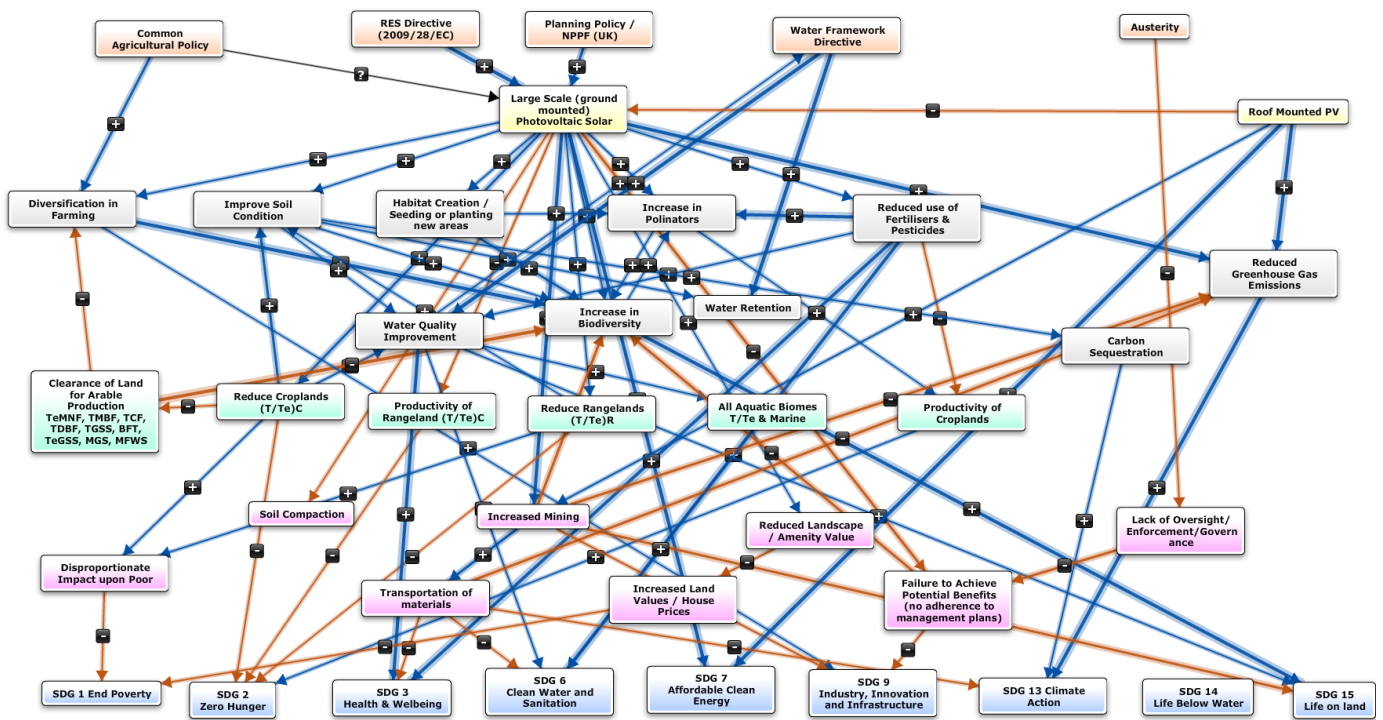 Common
Agricultural Policy
RES Directive
(2009/28/EC)
Planning Policy /
NPPF (UK)
Water Framework
Directive
Austerity
Large Scale (ground
mounted)
Photovoltaic Solar
Roof Mounted PV
Diversification in
Farming
Improve Soil
Condition
Habitat Creation /
Seeding or planting
new areas
Increase in
Polinators
Reduced use of
Fertilisers &
Pesticides
Reduced
Greenhouse Gas
Emissions
Water Quality
Improvement
Increase in
Biodiversity
Water Retention
Carbon
Sequestration
Clearance of Land
for Arable
Production
TeMNF, TMBF, TCF,
TDBF, TGSS, BFT,
TeGSS, MGS, MFWS
Reduce Croplands
(T/Te)C
Productivity of
Rangeland (T/Te)C
Reduce Rangelands
(T/Te)R
All Aquatic Biomes
T/Te & Marine
Productivity of
Croplands
Soil Compaction
Increased Mining
Reduced Landscape
/ Amenity Value
Lack of Oversight/
Enforcement/Govern
ance
Disproportionate
Impact upon Poor
Transportation of
materials
Increased Land
Values / House
Prices
Failure to Achieve
Potential Benefits
(no adherence to
management plans)
SDG 1 End Poverty
SDG 2
Zero Hunger
SDG 3
Health & Welbeing
SDG 6
Clean Water and
Sanitation
SDG 7
Affordable Clean
Energy
SDG 9
Industry, Innovation
and Infrastructure
SDG 13 Climate
Action
SDG 14
Life Below Water
SDG 15
Life on land